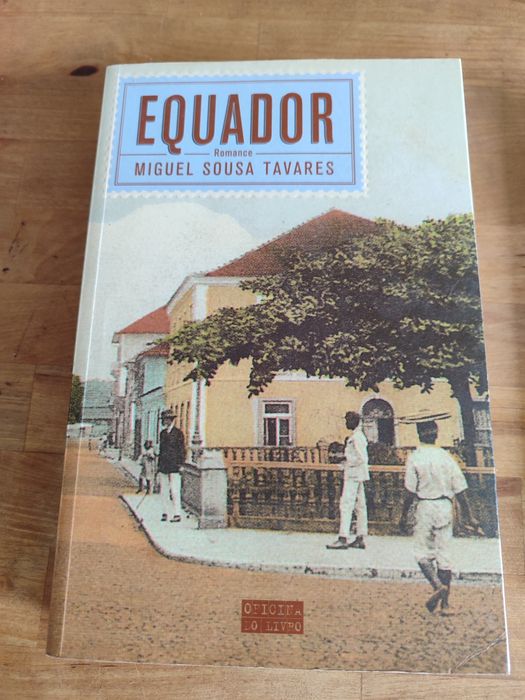 EQUADOR
Romance
MIGUEL SOUSA TAVARES
OFICINA
DO LIVRO